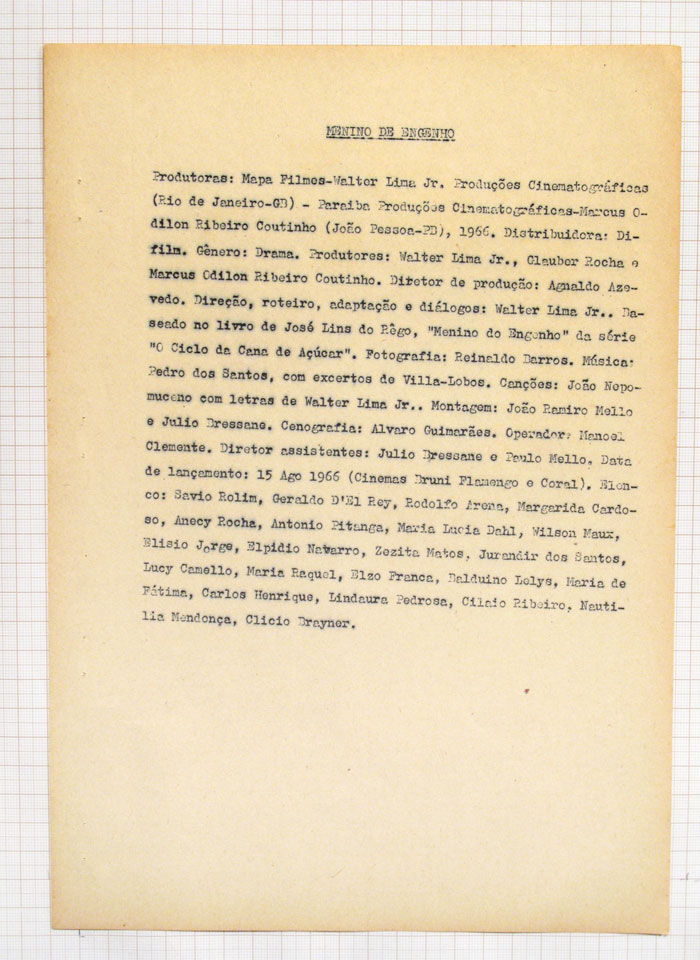 MENINO DE ENGENHO
Produtoras: Mapa Filmes-Walter Lima Jr. Produções Cinematográficas
(Rio de Janeiro-GB) - Paraiba Produções Cinematográficas-Marcus O-
dilon Ribeiro Coutinho (João Pessoa-PB), 1966. Distribuidora: Di-
film. Gênero: Drama. Produtores: Walter Lima Jr., Glauber Rocha e
Marcus Odilon Ribeiro Coutinho. Diretor de produção: Agnaldo Aze-
vedo. Direção, roteiro, adaptação e diálogos: Walter Lima Jr.. Ba-
seado no livro de José Lins do Rêgo, "Menino do Engenho" da série
"O Ciclo da Cana de Açúcar". Fotografia: Reinaldo Barros. Música:
Pedro dos Santos, com excertos de Villa-Lobos. Canções: João Nepo-
muceno com letras de Walter Lima Jr.. Montagem: João Ramiro Mello
e Julio Bressane. Cenografia: Alvaro Guimarães. Operador: Manoel
Clemente. Diretor assistentes: Julio Bressane e Paulo Mello. Data
de lançamento: 15 Ago 1966 (Cinemas Bruni Flamengo e Coral). Elen-
co: Savio Rolim, Geraldo D'El Rey, Rodolfo Arena, Margarida Cardo-
so, Anecy Rocha, Antonio Pitanga, Maria Lucia Dahl, Wilson Maux,
Elisio Jorge, Elpidio Navarro, Zezita Matos, Jurandir dos Santos,
Lucy Camello, Maria Raquel, Elzo Franca, Balduino Lelys, Maria de
Fátima, Carlos Henrique, Lindaura Pedrosa, Cilaio Ribeiro, Nauti-
lia Mendonça, Clicio Brayner.